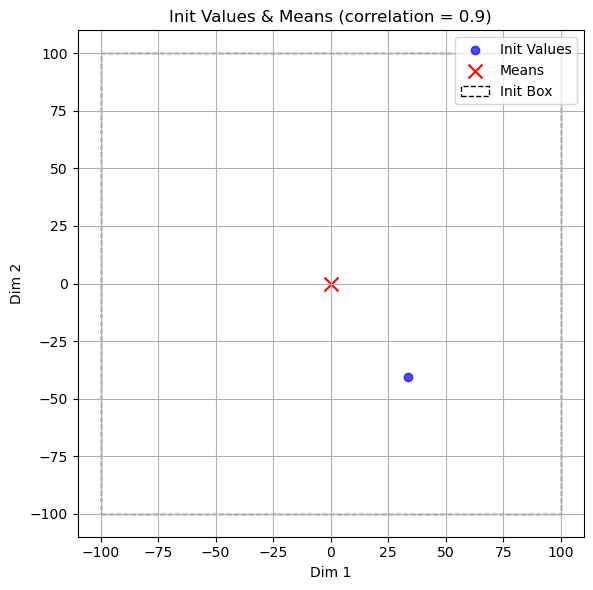 Init Values & Means (correlation = 0.9)
Init Values
Means
Init Box
100
75
50
25
0
−25
−50
−75
−100
Dim 2
−100 −75 −50 −25 0 25 50 75 100
Dim 1